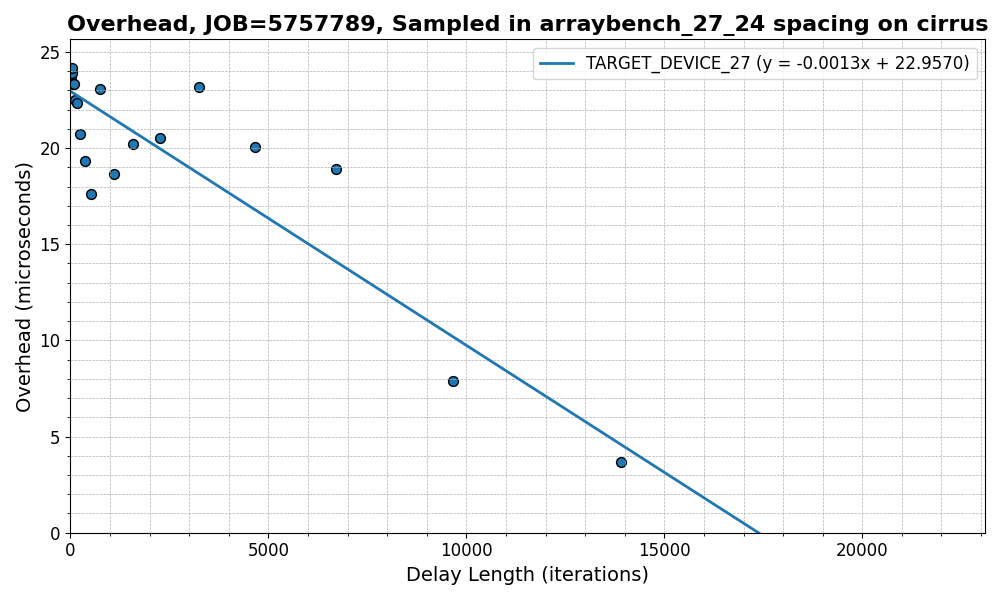 Overhead, JOB=5757789, Sampled in arraybench_27_24 spacing on cirrus
TARGET_DEVICE_27 (y = -0.0013x + 22.9570)
Overhead (microseconds)
25
20
15
10
5
0
0 5000 10000 15000 20000
Delay Length (iterations)